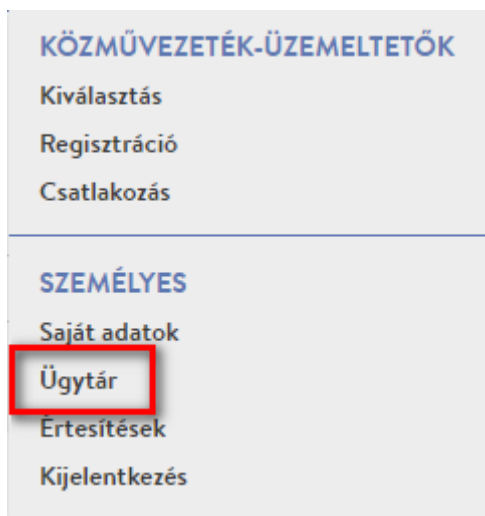 KÖZMŰVEZETÉK-ÜZEMELTETŐK
Kiválasztás
Regisztráció
Csatlakozás
SZEMÉLYES
Saját adatok
Ügytár
Értesítések
Kijelentkezés